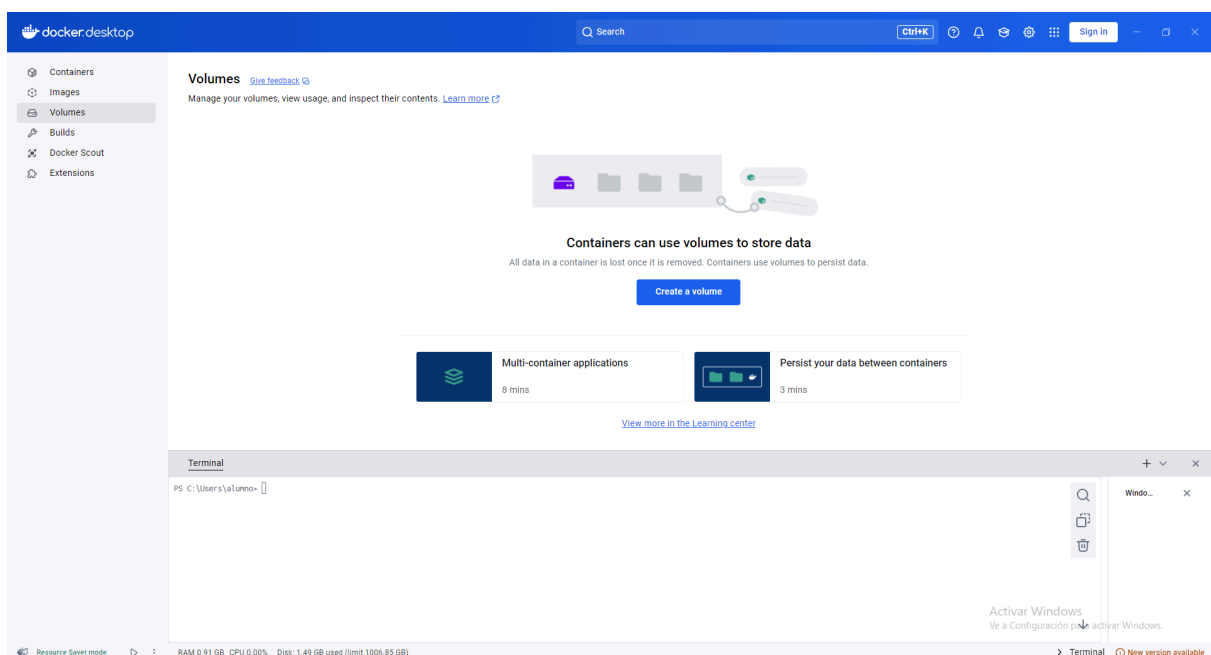 docker.desktop
Search
Ctrl+K
Sign in
Containers
Images
Volumes
Builds
Docker Scout
Extensions
Volumes Give feedback
Manage your volumes, view usage, and inspect their contents. Learn more
Containers can use volumes to store data
All data in a container is lost once it is removed. Containers use volumes to persist data.
Create a volume
Multi-container applications
8 mins
Persist your data between containers
3 mins
View more in the Learning center
Terminal
PS C:\Users\alumno>
Windo...
Activar Windows
Ve a Configuración para activar Windows.
Resource Saver mode
RAM 0.91 GB CPU 0.00% Disk: 1.49 GB used (limit 1006.85 GB)
Terminal
New version available